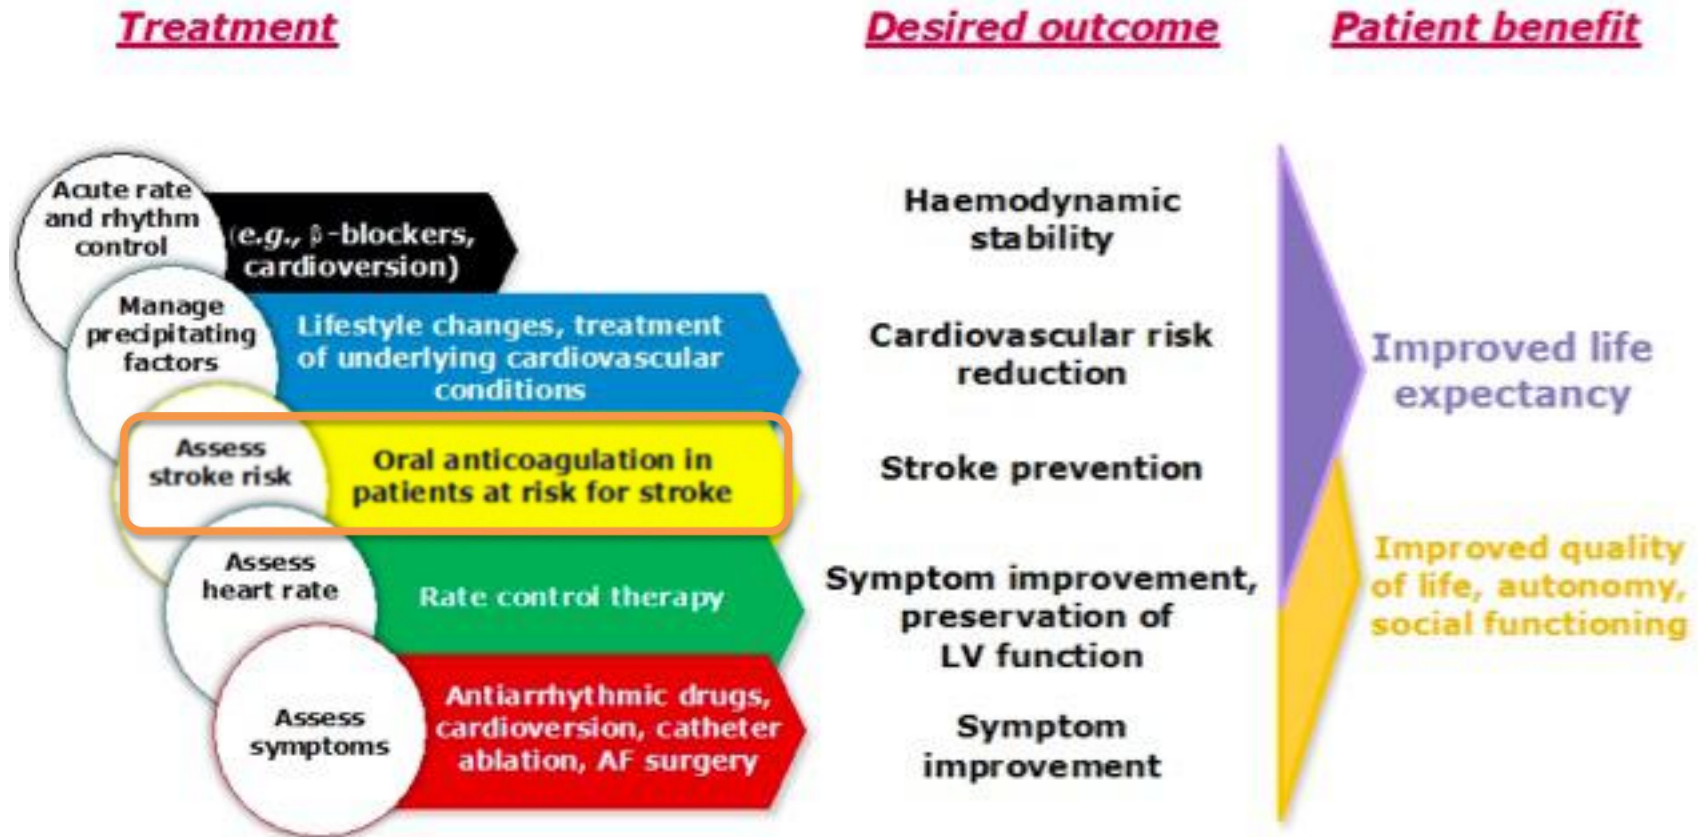 Treatment
Desired outcome
Patient benefit
Acute rate
and rhythm
control
(e.g., β-blockers,
cardioversion)
Haemodynamic
stability
Manage
precipitating
factors
Lifestyle changes, treatment
of underlying cardiovascular
conditions
Cardiovascular risk
reduction
Improved life
expectancy
Assess
stroke risk
Oral anticoagulation in
patients at risk for stroke
Stroke prevention
Assess
heart rate
Rate control therapy
Symptom improvement,
preservation of
LV function
Improved quality
of life, autonomy,
social functioning
Assess
symptoms
Antiarrhythmic drugs,
cardioversion, catheter
ablation, AF surgery
Symptom
improvement